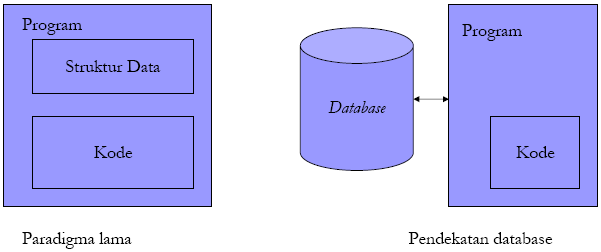 Program
Struktur Data
Kode
Paradigma lama
Database
Program
Kode
Pendekatan database